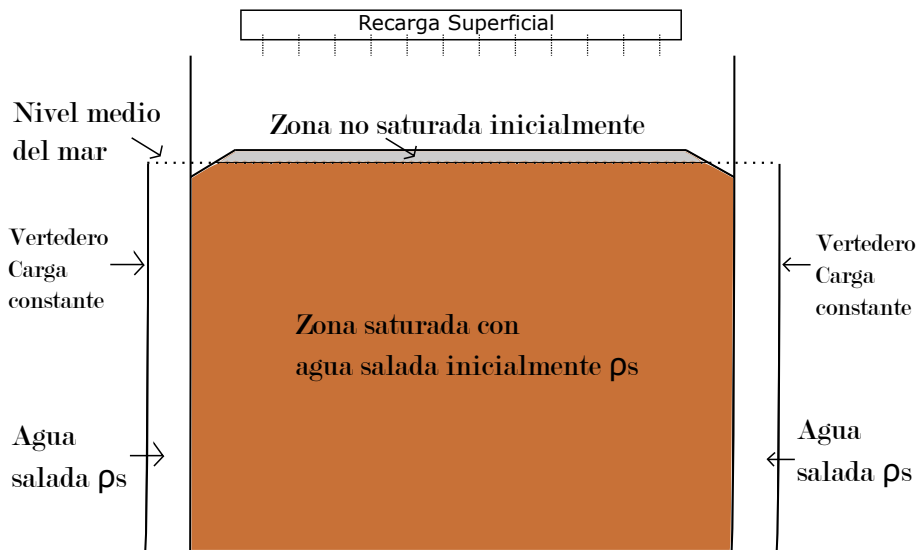 Recarga Superficial
Nivel medio
del mar
Zona no saturada inicialmente
Vertedero
Carga
constante
Vertedero
Carga
constante
Zona saturada con
agua salada inicialmente ρs
Agua
salada ρs
Agua
salada ρs